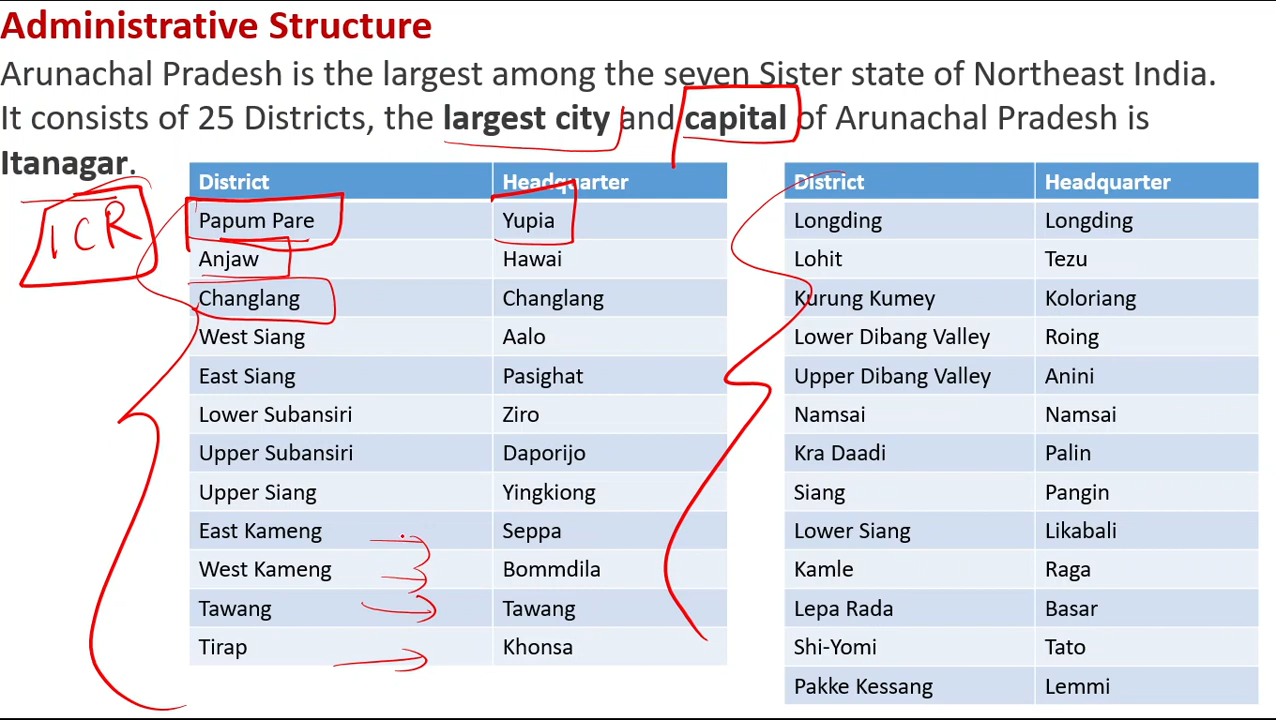 Administrative Structure
Arunachal Pradesh is the largest among the seven Sister state of Northeast India.
It consists of 25 Districts, the largest city and capital of Arunachal Pradesh is
Itanagar.
ICR
District Headquarter
Papum Pare Yupia
Anjaw Hawai
Changlang Changlang
West Siang Aalo
East Siang Pasighat
Lower Subansiri Ziro
Upper Subansiri Daporijo
Upper Siang Yingkiong
East Kameng Seppa
West Kameng Bommdila
Tawang Tawang
Tirap Khonsa
District Headquarter
Longding Longding
Lohit Tezu
Kurung Kumey Koloriang
Lower Dibang Valley Roing
Upper Dibang Valley Anini
Namsai Namsai
Kra Daadi Palin
Siang Pangin
Lower Siang Likabali
Kamle Raga
Lepa Rada Basar
Shi-Yomi Tato
Pakke Kessang Lemmi